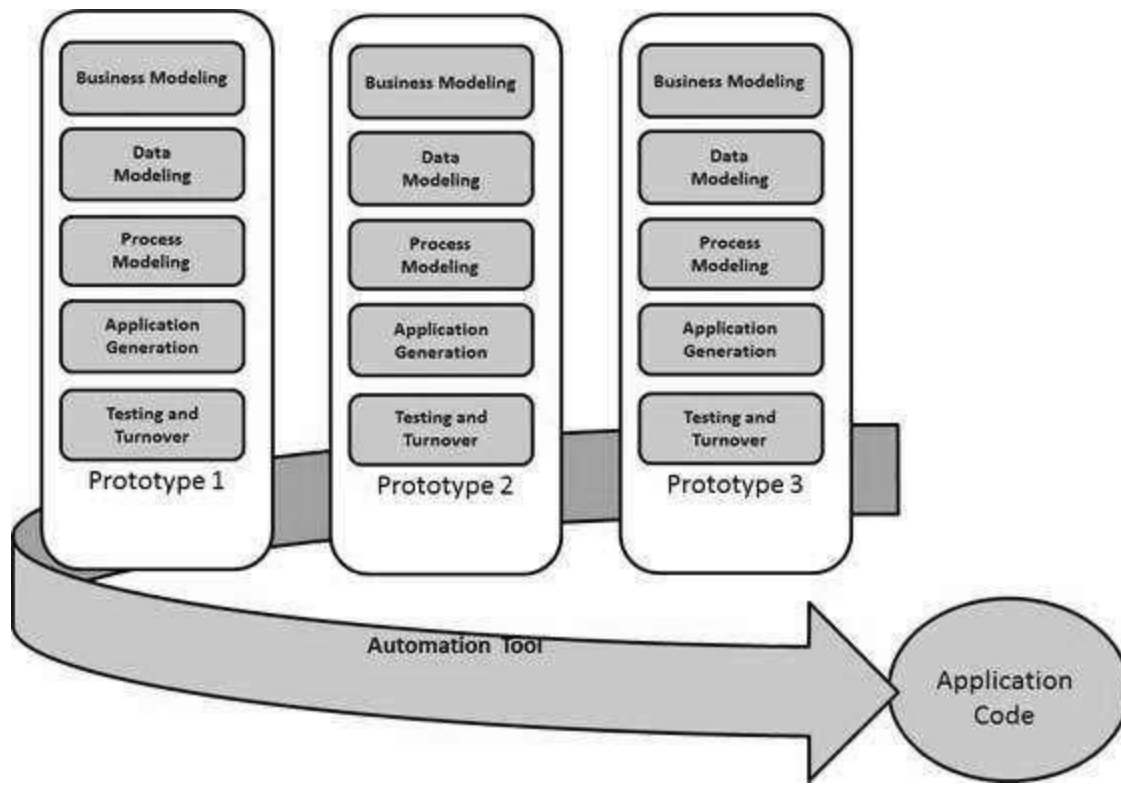 Business Modeling
Data
Modeling
Process
Modeling
Application
Generation
Testing and
Turnover
Prototype 1
Business Modeling
Data
Modeling
Process
Modeling
Application
Generation
Testing and
Turnover
Prototype 2
Business Modeling
Data
Modeling
Process
Modeling
Application
Generation
Testing and
Turnover
Prototype 3
Automation Tool
Application
Code